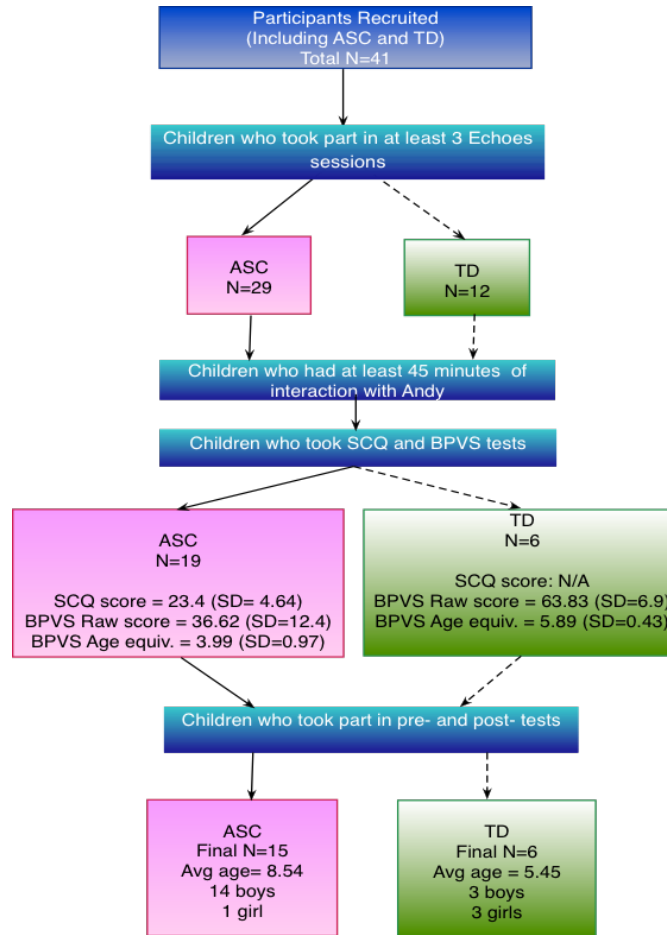 Participants Recruited
(Including ASC and TD)
Total N=41
Children who took part in at least 3 Echoes
sessions
ASC
N=29
TD
N=12
Children who had at least 45 minutes of
interaction with Andy
Children who took SCQ and BPVS tests
ASC
N=19
SCQ score = 23.4 (SD= 4.64)
BPVS Raw score = 36.62 (SD=12.4)
BPVS Age equiv. = 3.99 (SD=0.97)
TD
N=6
SCQ score: N/A
BPVS Raw score = 63.83 (SD=6.9)
BPVS Age equiv. = 5.89 (SD=0.43)
Children who took part in pre- and post- tests
ASC
Final N=15
Avg age= 8.54
14 boys
1 girl
TD
Final N=6
Avg age = 5.45
3 boys
3 girls